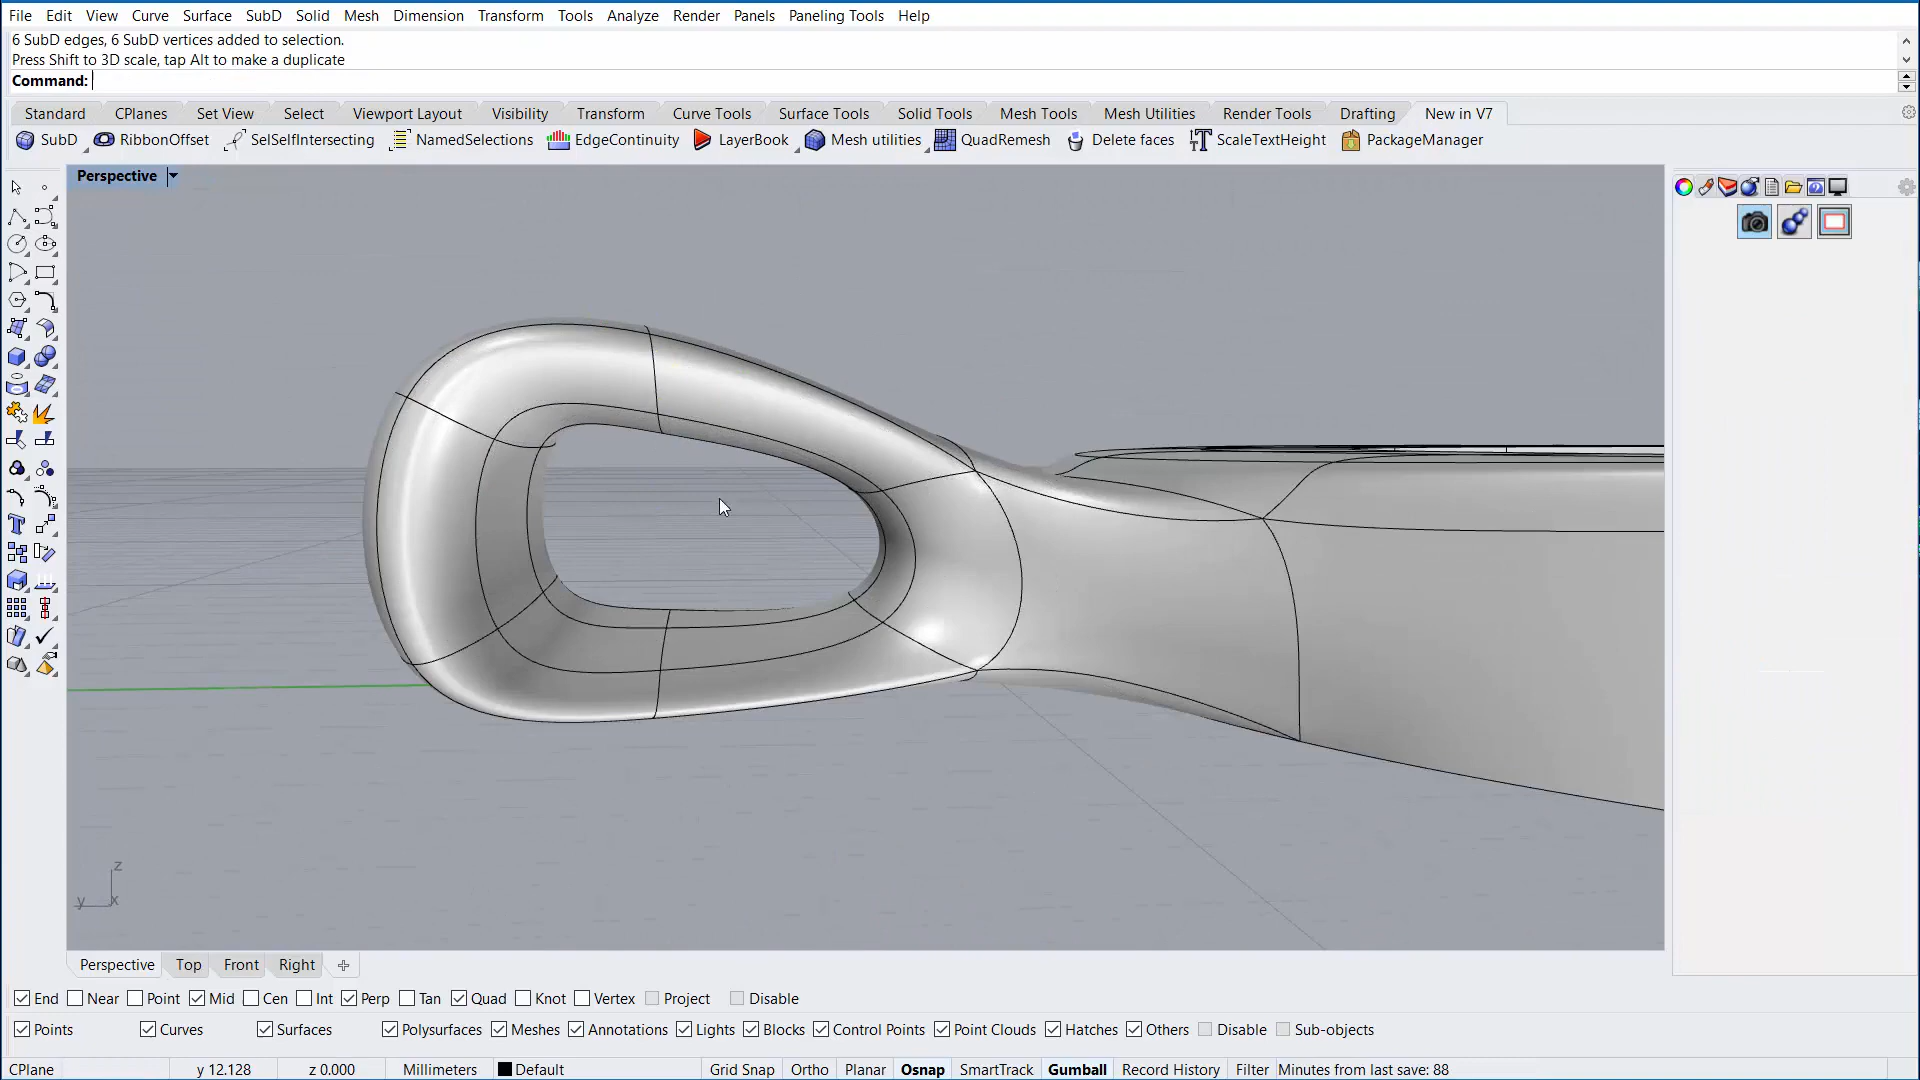 File Edit View Curve Surface SubD Solid Mesh Dimension Transform Tools Analyze Render Panels Paneling Tools Help
6 SubD edges, 6 SubD vertices added to selection.
Press Shift to 3D scale, tap Alt to make a duplicate
Command:
Standard CPlanes Set View Select Viewport Layout Visibility Transform Curve Tools Surface Tools Solid Tools Mesh Tools Mesh Utilities Render Tools Drafting New in V7
SubD RibbonOffset SelSelfIntersecting NamedSelections EdgeContinuity LayerBook Mesh utilities QuadRemesh Delete faces ScaleTextHeight PackageManager
Perspective
z
y x
Perspective Top Front Right
End Near Point Mid Cen Int Perp Tan Quad Knot Vertex Project Disable
Points Curves Surfaces Polysurfaces Meshes Annotations Lights Blocks Control Points Point Clouds Hatches Others Disable Sub-objects
CPlane y 12.128 z 0.000 Millimeters Default Grid Snap Ortho Planar Osnap SmartTrack Gumball Record History Filter Minutes from last save: 88